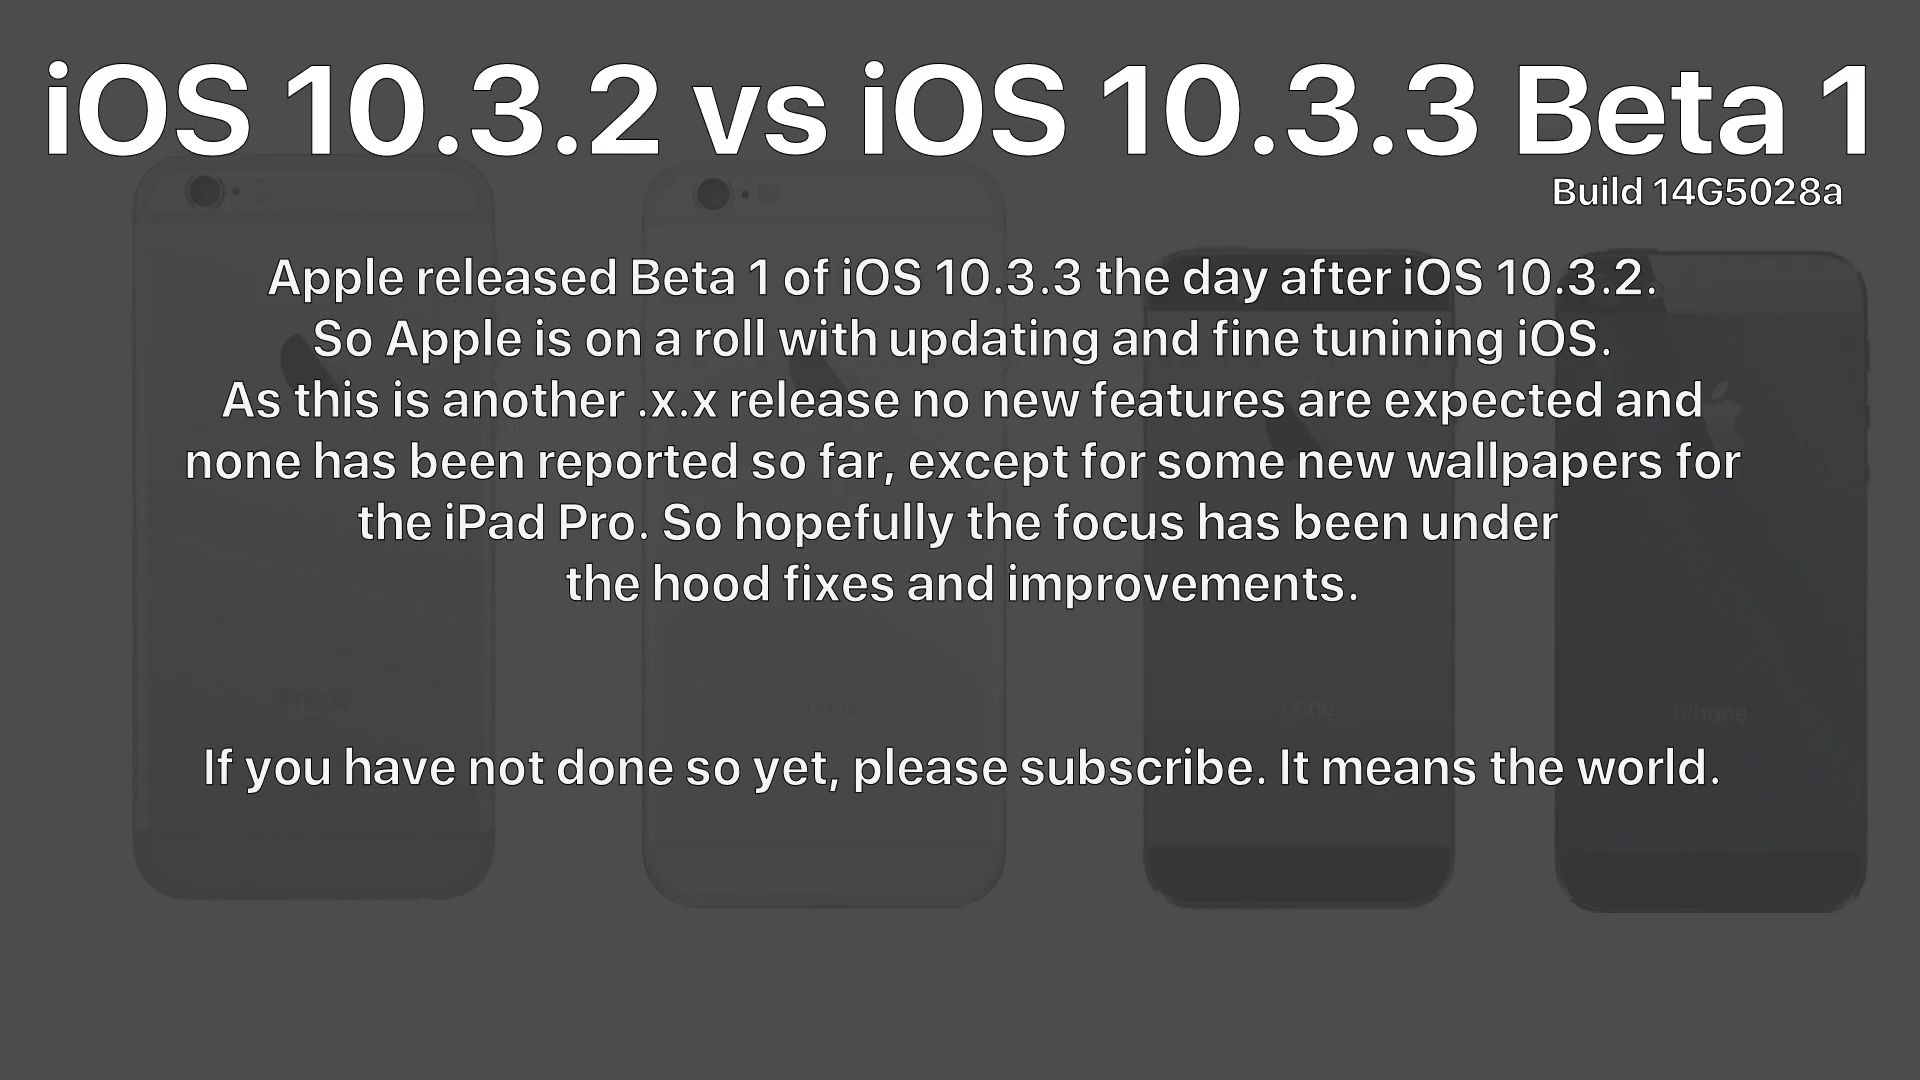 iOS 10.3.2 vs iOS 10.3.3 Beta 1
Build 14G5028a
Apple released Beta 1 of iOS 10.3.3 the day after iOS 10.3.2.
So Apple is on a roll with updating and fine tunining iOS.
As this is another .x.x release no new features are expected and
none has been reported so far, except for some new wallpapers for
the iPad Pro. So hopefully the focus has been under
the hood fixes and improvements.
iPhone
iPhone
iPhone
iPhone
If you have not done so yet, please subscribe. It means the world.